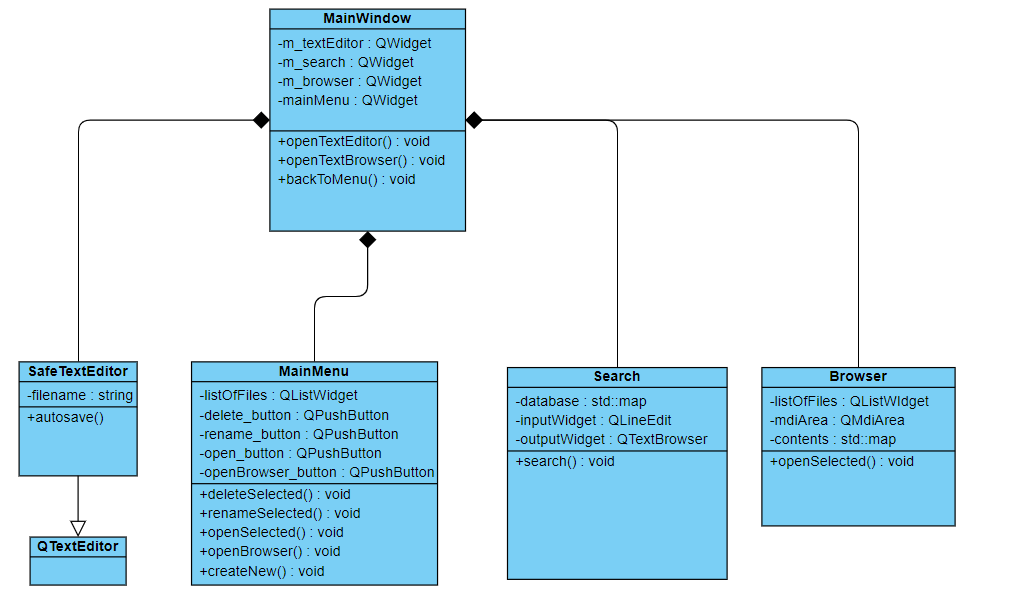 MainWindow
-m_textEditor : QWidget
-m_search : QWidget
-m_browser : QWidget
-mainMenu : QWidget
+openTextEditor() : void
+openTextBrowser() : void
+backToMenu() : void
SafeTextEditor
-filename : string
+autosave()
QTextEditor
MainMenu
-listOfFiles : QListWidget
-delete_button : QPushButton
-rename_button : QPushButton
-open_button : QPushButton
-openBrowser_button : QPushButton
+deleteSelected() : void
+renameSelected() : void
+openSelected() : void
+openBrowser() : void
+createNew() : void
Search
-database : std::map
-inputWidget : QLineEdit
-outputWidget : QTextBrowser
+search() : void
Browser
-listOfFiles : QListWIdget
-mdiArea : QMdiArea
-contents : std::map
+openSelected() : void